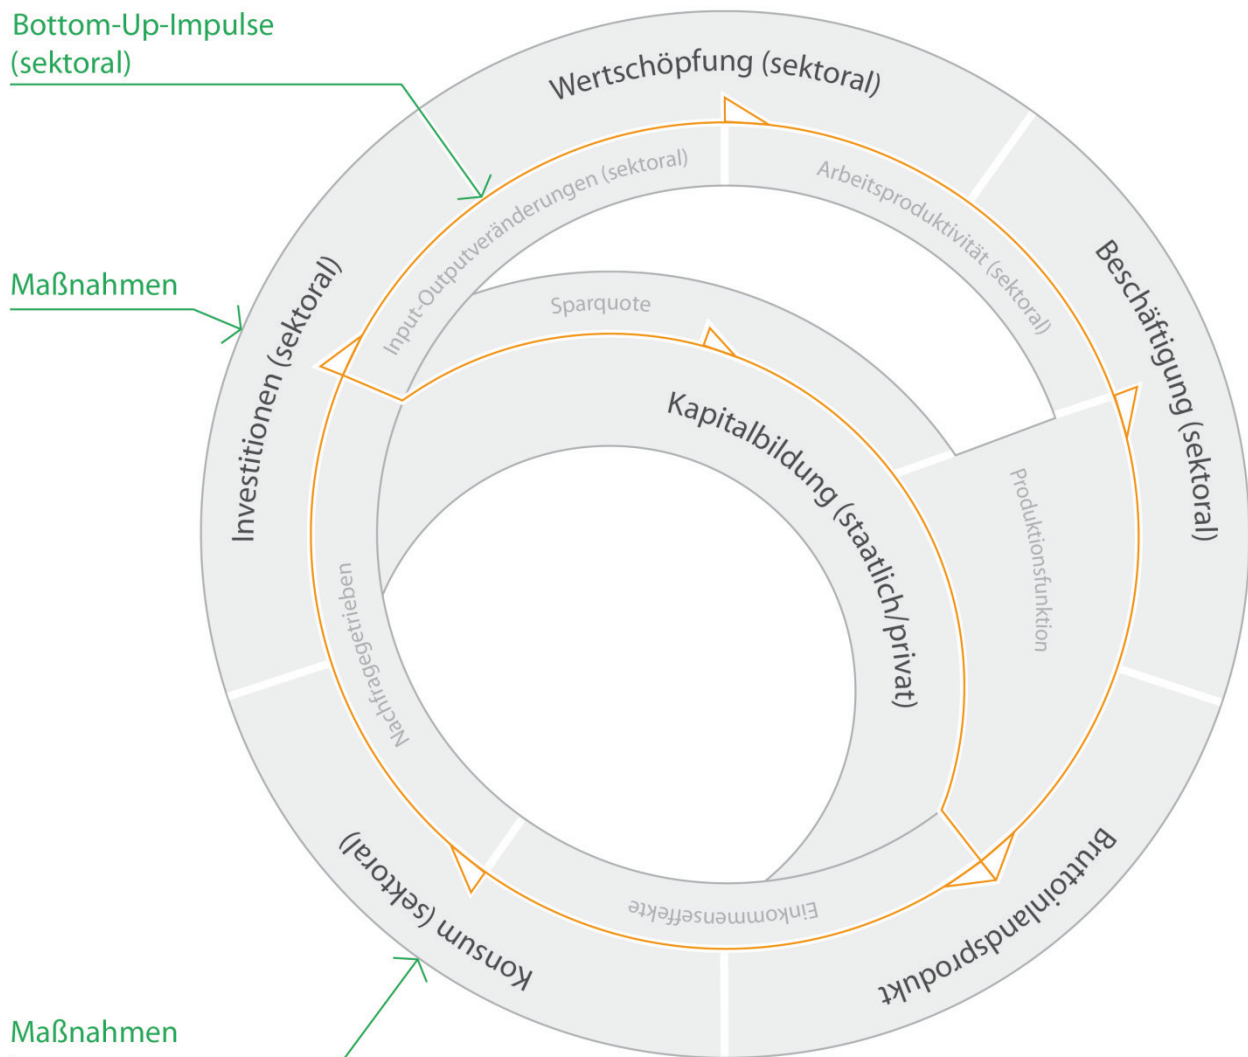 Bottom-Up-Impulse
(sektoral)
Wertschöpfung (sektoral)
Input-Outputveränderungen (sektoral)
Arbeitsproduktivität (sektoral)
Maßnahmen
Investitionen (sektoral)
Sparquote
Beschäftigung (sektoral)
Kapitalbildung (staatlich/privat)
Produktionsfunktion
Nachfragegetrieben
Konsum (sektoral)
Einkommenseffekte
Bruttoinlandsprodukt
Maßnahmen